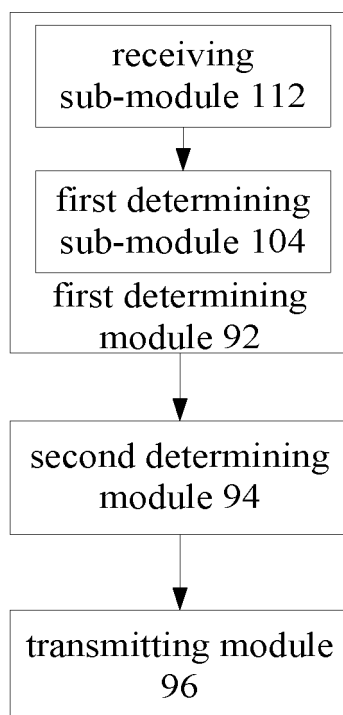 receiving
sub-module 112
first determining
sub-module 104
first determining
module 92
second determining
module 94
transmitting module
96